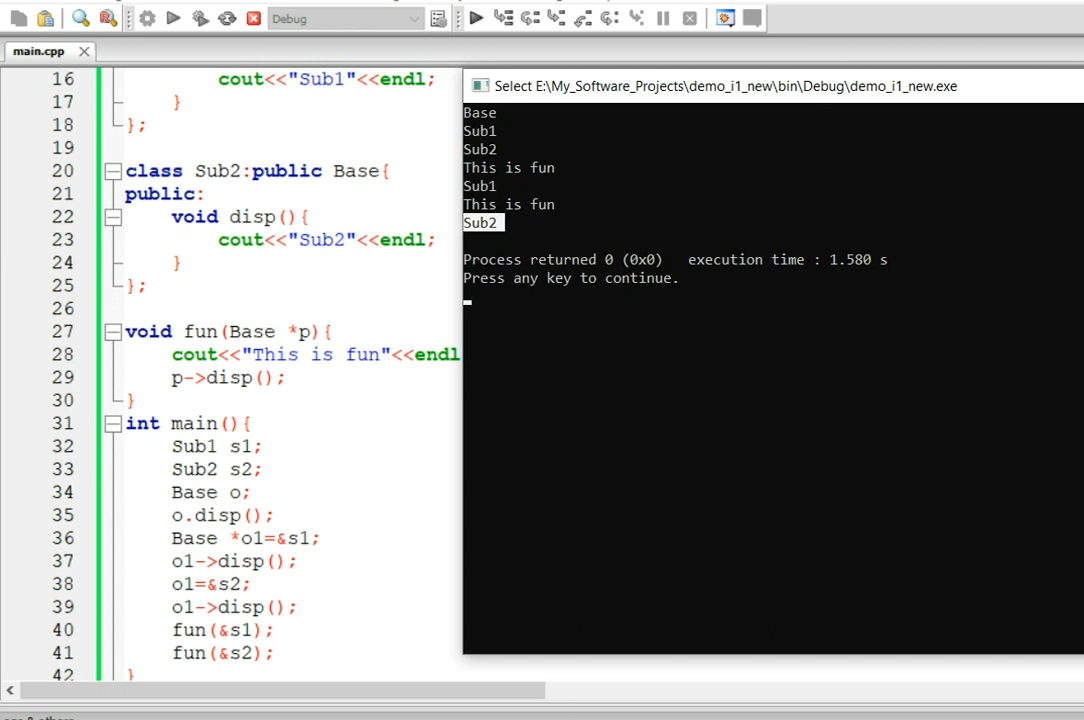 Debug
main.cpp
16 cout<<"Sub1"<<endl;
17 }
18 };
19
20 class Sub2:public Base{
21 public:
22 void disp(){
23 cout<<"Sub2"<<endl;
24 }
25 };
26
27 void fun(Base *p){
28 cout<<"This is fun"<<endl
29 p->disp();
30 }
31 int main(){
32 Sub1 s1;
33 Sub2 s2;
34 Base o;
35 o.disp();
36 Base *o1=&s1;
37 o1->disp();
38 o1=&s2;
39 o1->disp();
40 fun(&s1);
41 fun(&s2);
42 }
Select E:\My_Software_Projects\demo_i1_new\bin\Debug\demo_i1_new.exe
Base
Sub1
Sub2
This is fun
Sub1
This is fun
Sub2
Process returned 0 (0x0)   execution time : 1.580 s
Press any key to continue.